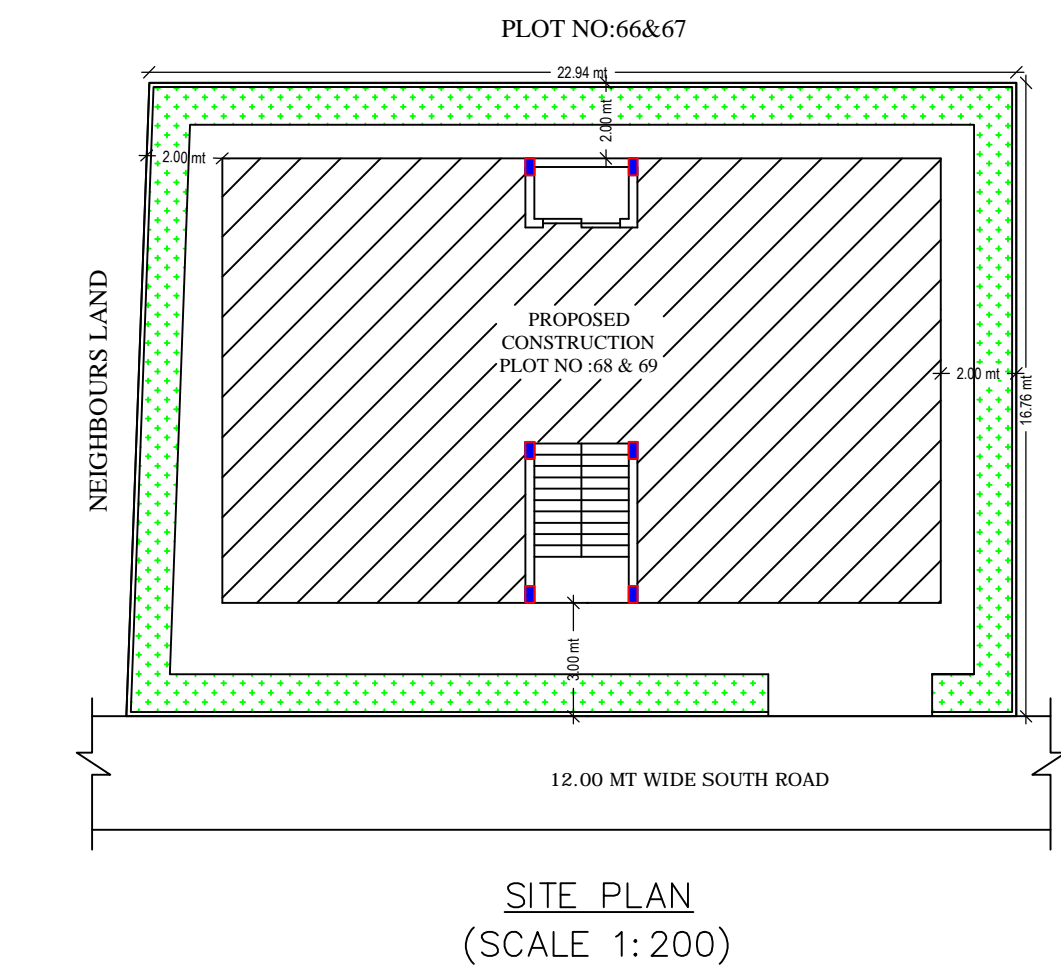 PLOT NO:66&67
22.94 mt
2.00 mt
2.00 mt
NEIGHBOURS LAND
PROPOSED
CONSTRUCTION
PLOT NO :68 & 69
2.00 mt
16.76 mt
3.00 mt
12.00 MT WIDE SOUTH ROAD
SITE PLAN
(SCALE 1:200)